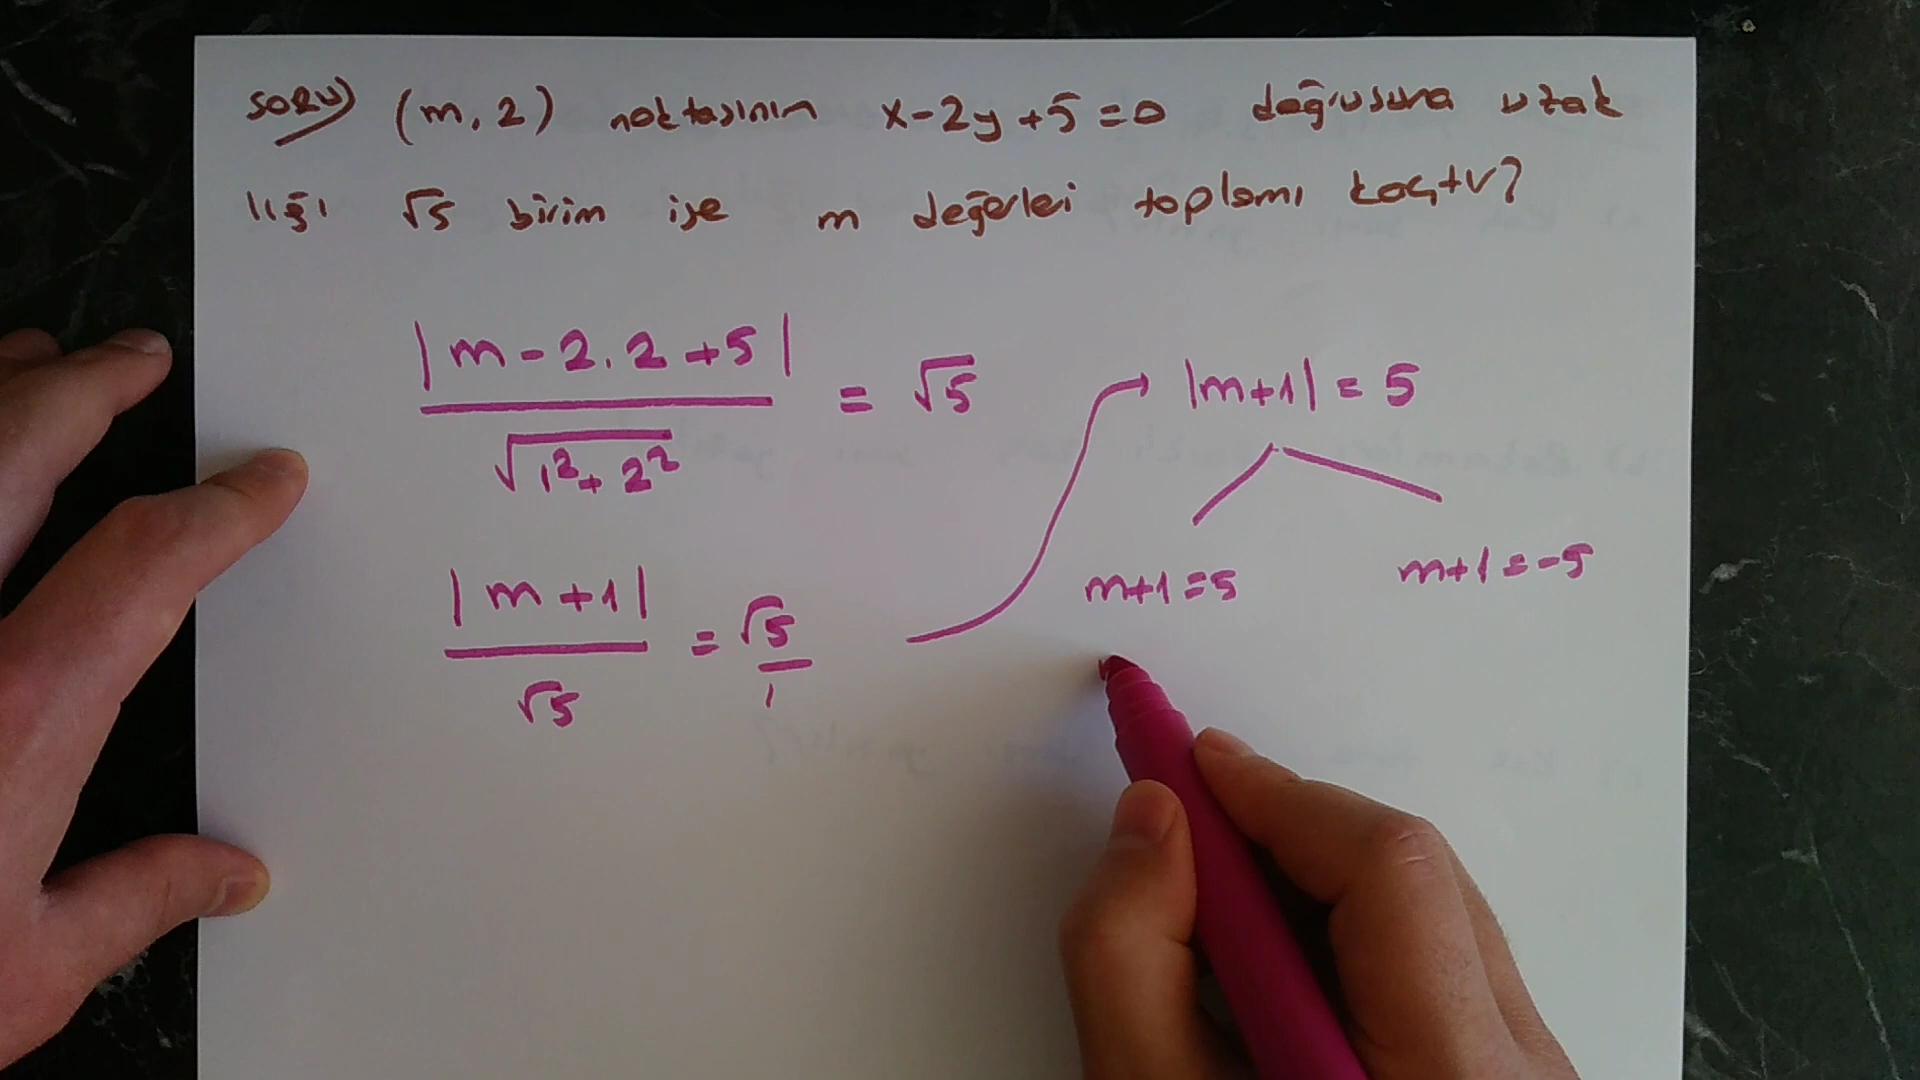 SORU) (m, 2) noktasının x-2y+5=0 doğrusuna uzak
lığı √5 birim ise m değerleri toplamı kaçtır?
|m-2.2+5| / √1²+2² = √5
|m+1| = 5
m+1=5 m+1=-5
|m+1| / √5 = √5 / 1